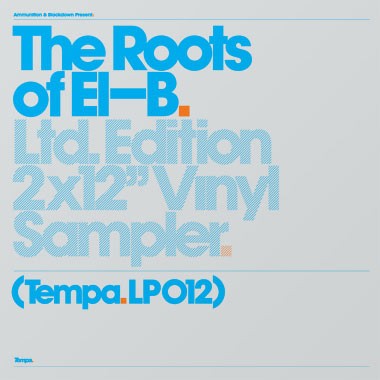 Ammunition & Blackdown Present:
The Roots
of El—B.
Ltd. Edition
2x12” Vinyl
Sampler.
(Tempa.LP012)
Tempa.